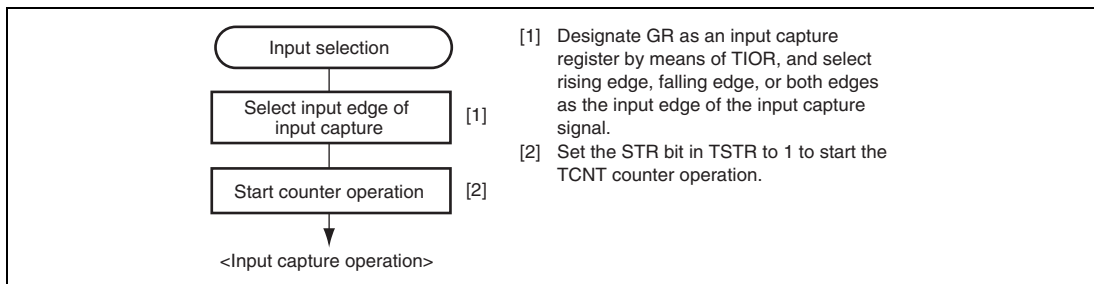 Input selection
Select input edge of
input capture
[1]
Start counter operation
[2]
<Input capture operation>
[1] Designate GR as an input capture
register by means of TIOR, and select
rising edge, falling edge, or both edges
as the input edge of the input capture
signal.
[2] Set the STR bit in TSTR to 1 to start the
TCNT counter operation.